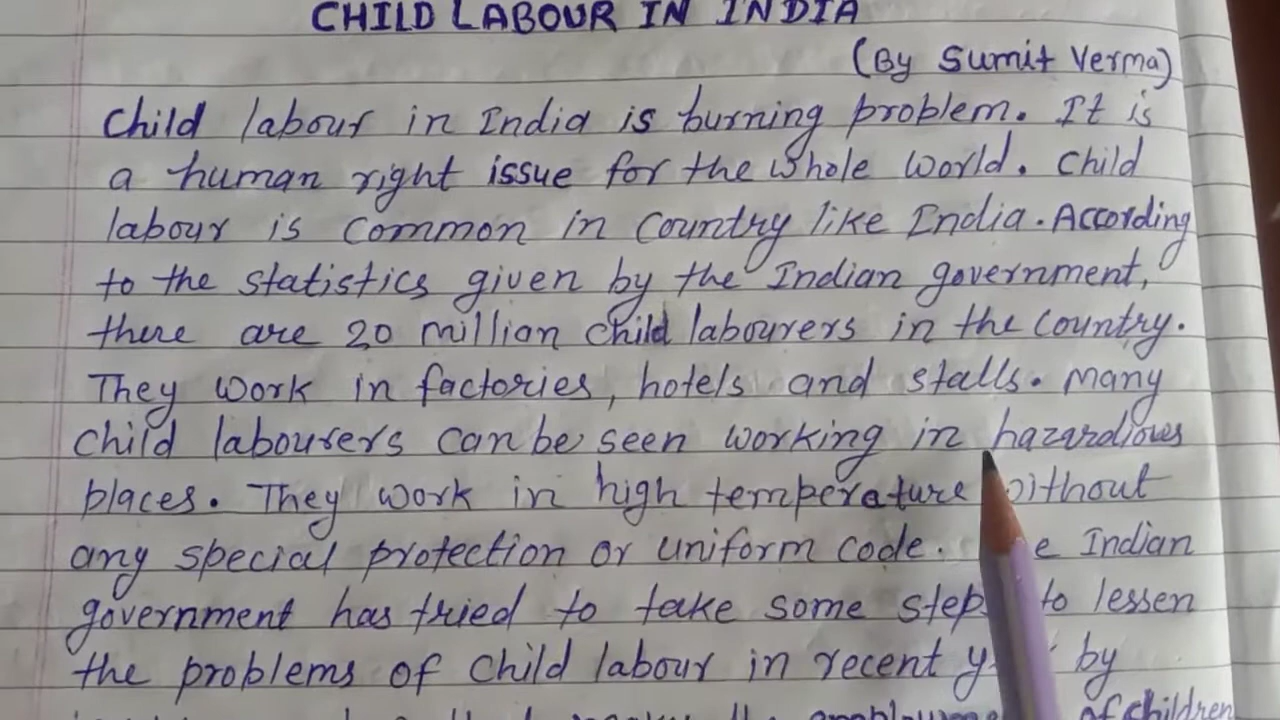 CHILD LABOUR IN INDIA
(By Sumit Verma)
Child labour in India is burning problem. It is
a human right issue for the whole world. Child
labour is common in country like India. According
to the statistics given by the Indian government,
there are 20 million child labourers in the country.
They work in factories, hotels and stalls. Many
child labourers can be seen working in hazardious
places. They work in high temperature without
any special protection or uniform code. Indian
government has tried to take some step to lessen
the problems of child labour in recent by
of children